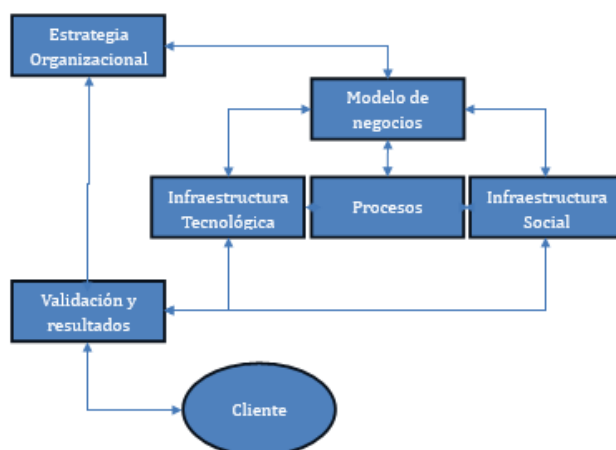 Estrategia
Organizacional
Modelo de
negocios
Infraestructura
Tecnológica
Procesos
Infraestructura
Social
Validación y
resultados
Cliente